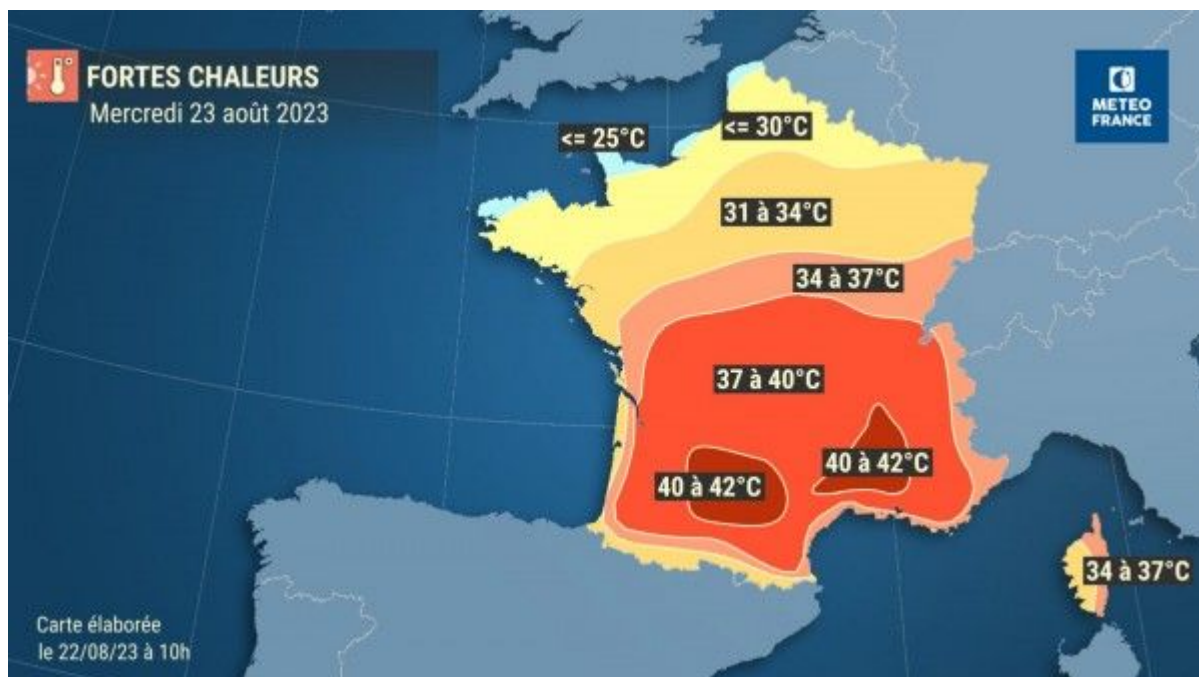 FORTES CHALEURS
Mercredi 23 août 2023
METEO
FRANCE
<= 25°C
<= 30°C
31 à 34°C
34 à 37°C
37 à 40°C
40 à 42°C
40 à 42°C
34 à 37°C
Carte élaborée
le 22/08/23 à 10h